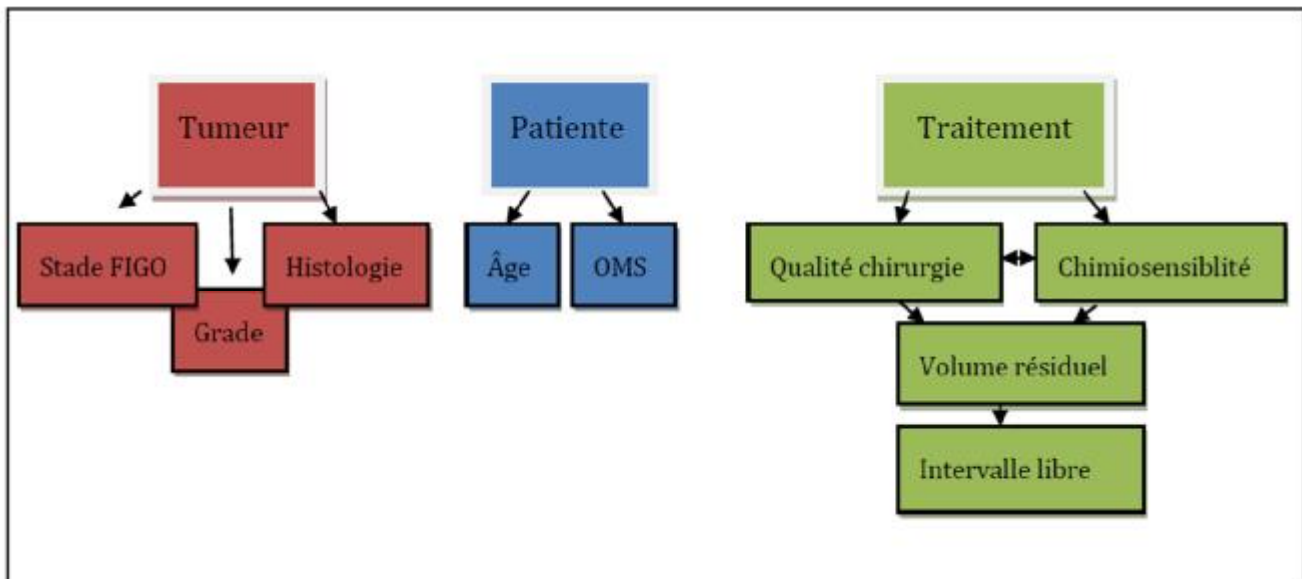 Tumeur
Patiente
Traitement
Stade FIGO
Histologie
Grade
Âge
OMS
Qualité chirurgie
Chimiosensiblité
Volume résiduel
Intervalle libre